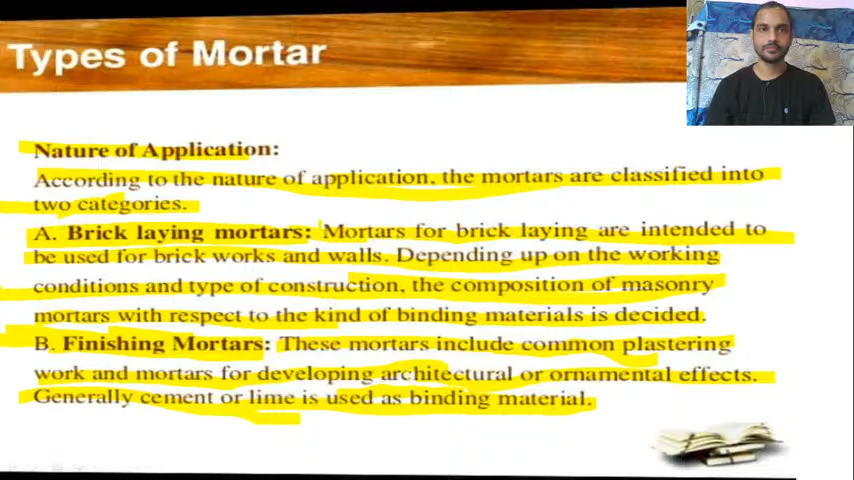 Types of Mortar
Nature of Application:
According to the nature of application, the mortars are classified into
two categories.
A. Brick laying mortars: Mortars for brick laying are intended to
be used for brick works and walls. Depending up on the working
conditions and type of construction, the composition of masonry
mortars with respect to the kind of binding materials is decided.
B. Finishing Mortars: These mortars include common plastering
work and mortars for developing architectural or ornamental effects.
Generally cement or lime is used as binding material.